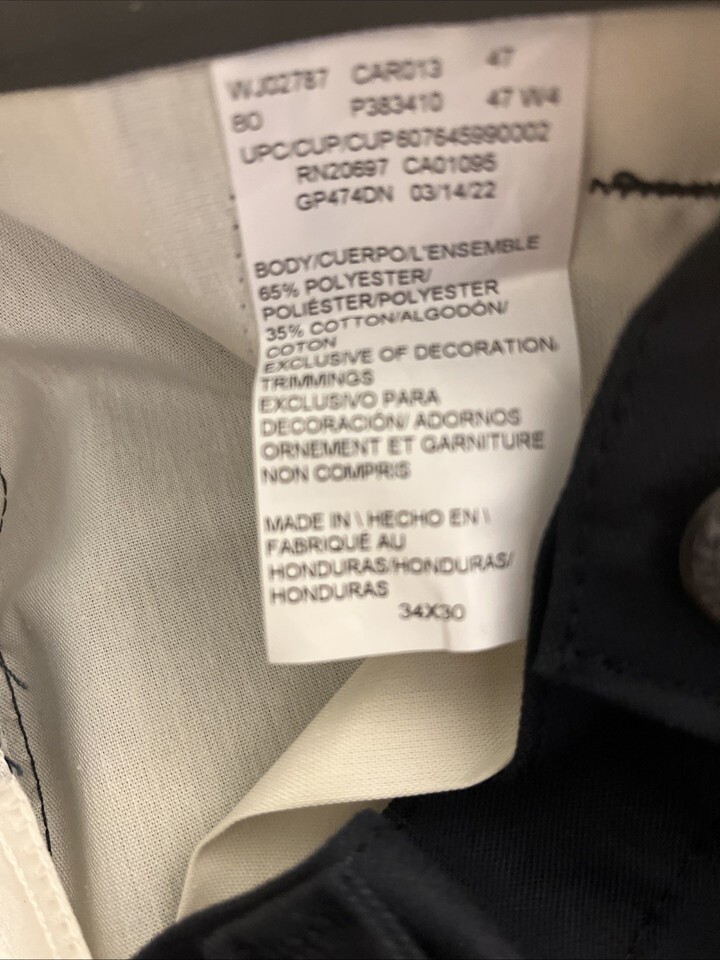 WJ02787 CAR013 47
80 P383410 47 W4
UPC/CUP/CUP607645990002
RN20697 CA01095
GP474DN 03/14/22
BODY/CUERPO/L'ENSEMBLE
65% POLYESTER/
POLIÉSTER/POLYESTER
35% COTTON/ALGODÓN/
COTON
EXCLUSIVE OF DECORATION
TRIMMINGS
EXCLUSIVO PARA
DECORACIÓN/ ADORNOS
ORNEMENT ET GARNITURE
NON COMPRIS
MADE IN \ HECHO EN \
FABRIQUÉ AU
HONDURAS/HONDURAS/
HONDURAS
34X30